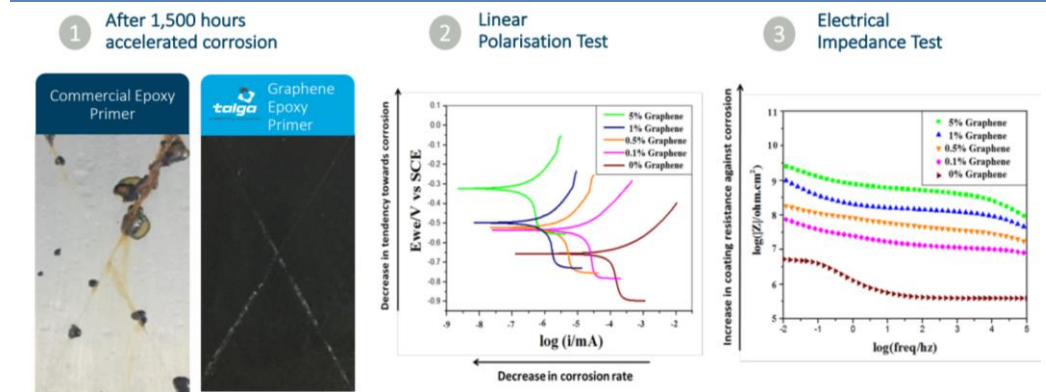 1
After 1,500 hours
accelerated corrosion
Commercial Epoxy
Primer
talga
Graphene
Epoxy
Primer
2
Linear
Polarisation Test
Decrease in tendency towards corrosion
Ewe/V vs SCE
0.1
0.0
-0.1
-0.2
-0.3
-0.4
-0.5
-0.6
-0.7
-0.8
-0.9
5% Graphene
1% Graphene
0.5% Graphene
0.1% Graphene
0% Graphene
-9 -8 -7 -6 -5 -4 -3 -2 -1
log (i/mA)
Decrease in corrosion rate
3
Electrical
Impedance Test
Increase in coating resistance against corrosion
log(|Z|/ohm.cm²)
11
10
9
8
7
6
5
5% Graphene
1% Graphene
0.5% Graphene
0.1% Graphene
0% Graphene
-2 -1 0 1 2 3 4 5
log(freq/hz)